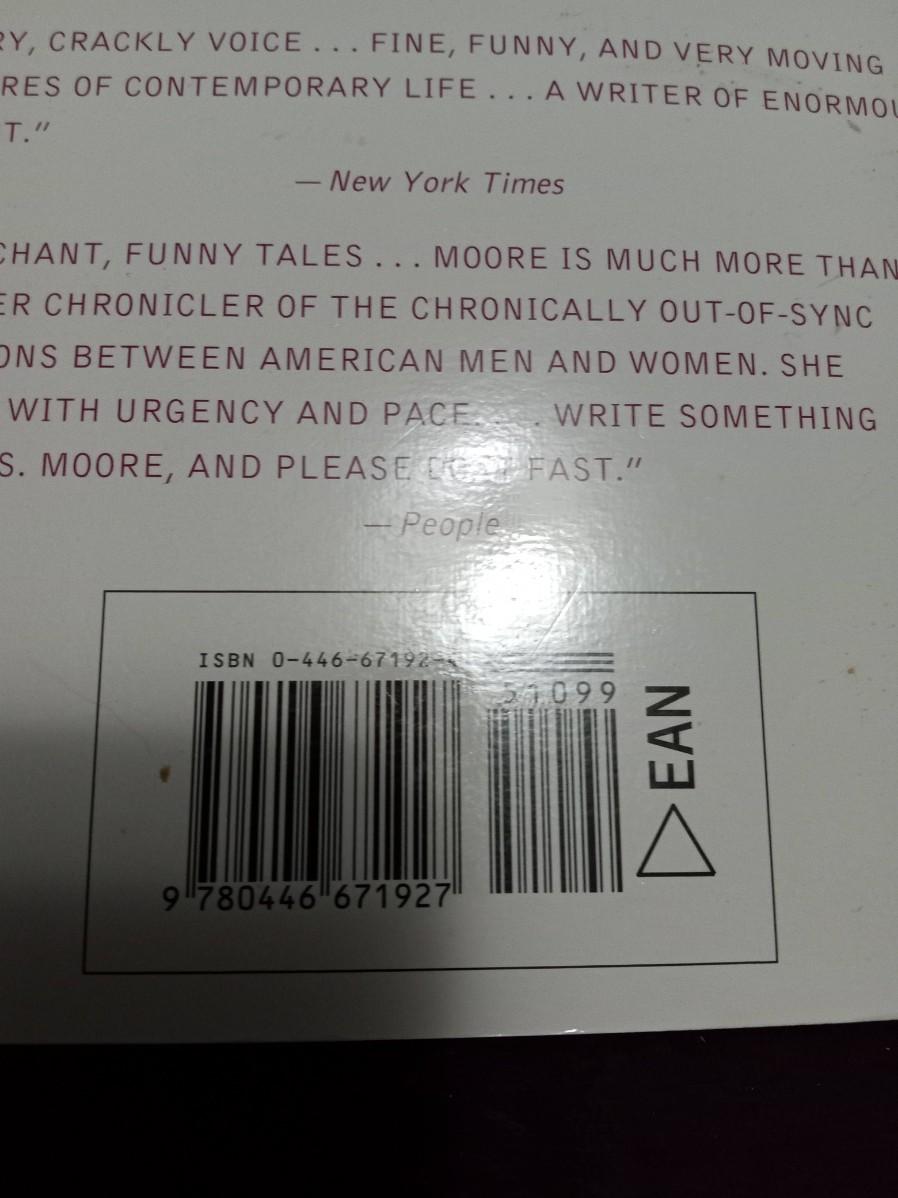 RY, CRACKLY VOICE . . . FINE, FUNNY, AND VERY MOVING
RES OF CONTEMPORARY LIFE . . . A WRITER OF ENORMOU
T."
— New York Times
CHANT, FUNNY TALES . . . MOORE IS MUCH MORE THAN
ER CHRONICLER OF THE CHRONICALLY OUT-OF-SYNC
ONS BETWEEN AMERICAN MEN AND WOMEN. SHE
WITH URGENCY AND PACE. . . . WRITE SOMETHING
S. MOORE, AND PLEASE FAST."
— People
ISBN 0-446-67192-
51099
EAN
9 780446 671927